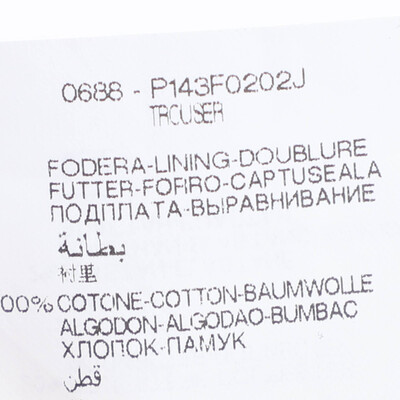 0688 - P143F0202J
TROUSER
FODERA-LINING-DOUBLURE
FUTTER-FOFIRO-CAPTUSEALA
ПОДПЛАТА-ВЫРАВНИВАНИЕ
بطانة
衬里
00% COTONE-COTTON-BAUMWOLLE
ALGODON-ALGODAO-BUMBAC
ХЛОПОК-ПАМУК
قطن